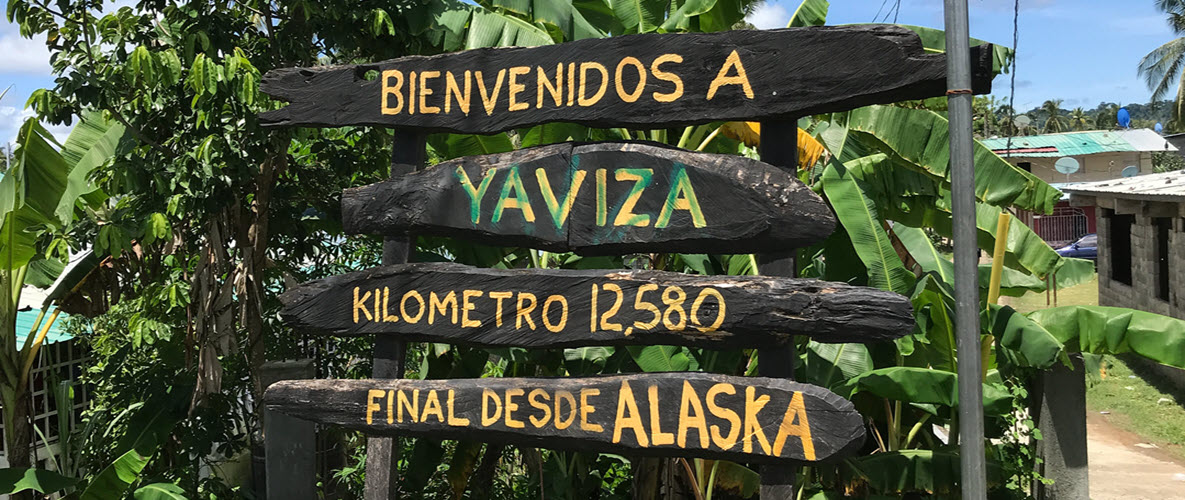 BIENVENIDOS A
YAVIZA
KILOMETRO 12,580
FINAL DESDE ALASKA